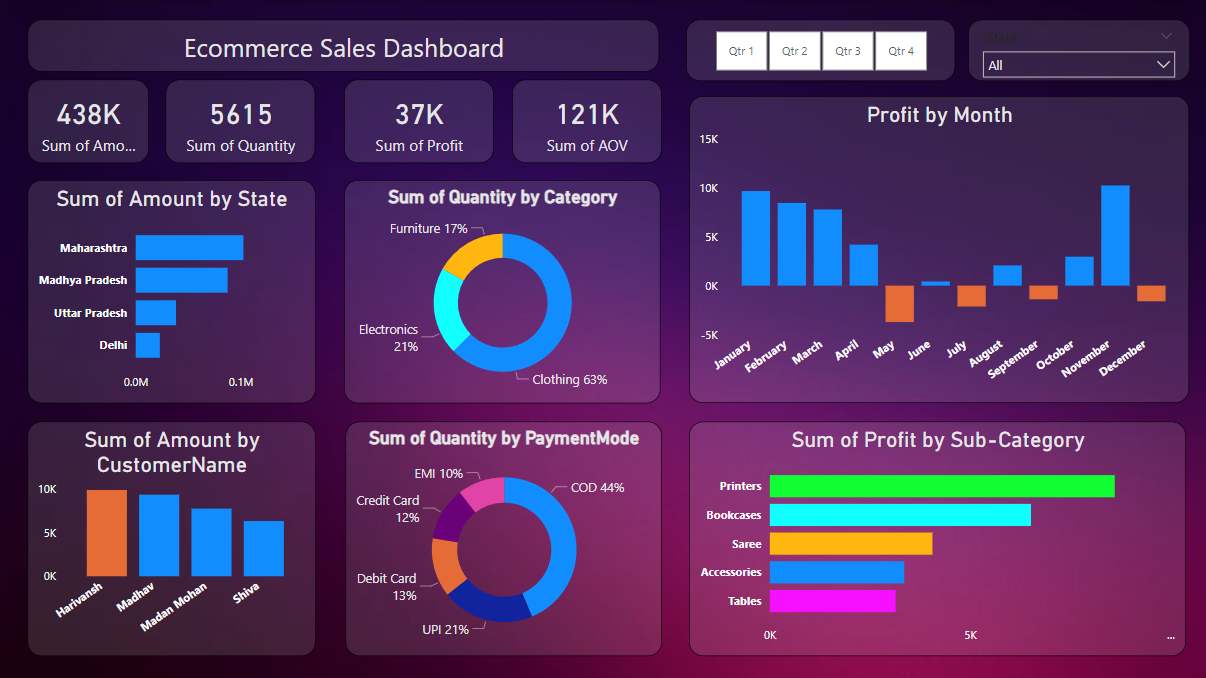 Ecommerce Sales Dashboard
Qtr 1
Qtr 2
Qtr 3
Qtr 4
State
All
438K
Sum of Amo...
5615
Sum of Quantity
37K
Sum of Profit
121K
Sum of AOV
Sum of Amount by State
Maharashtra
Madhya Pradesh
Uttar Pradesh
Delhi
0.0M
0.1M
Sum of Quantity by Category
Furniture 17%
Electronics
21%
Clothing 63%
Profit by Month
15K
10K
5K
0K
-5K
January
February
March
April
May
June
July
August
September
October
November
December
Sum of Amount by
CustomerName
10K
5K
0K
Harivansh
Madhav
Madan Mohan
Shiva
Sum of Quantity by PaymentMode
EMI 10%
COD 44%
Credit Card
12%
Debit Card
13%
UPI 21%
Sum of Profit by Sub-Category
Printers
Bookcases
Saree
Accessories
Tables
0K
5K
...